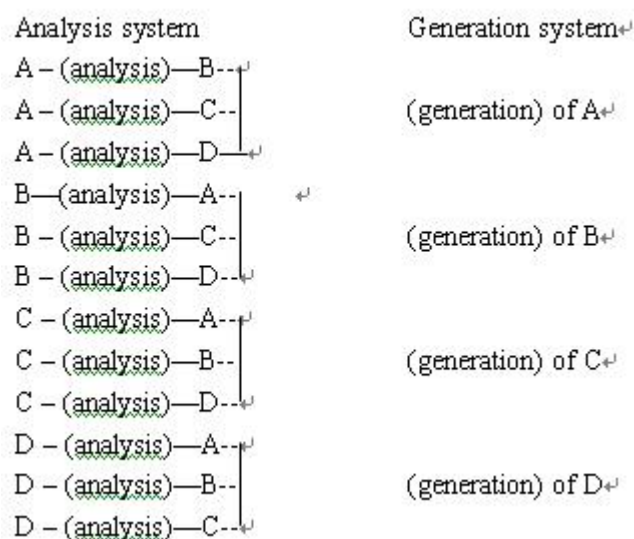 Analysis system Generation system↵
A – (analysis)—B--↵
A – (analysis)—C-- (generation) of A↵
A – (analysis)—D—↵
B—(analysis)—A-- ↵
B – (analysis)—C-- (generation) of B↵
B – (analysis)—D--↵
C – (analysis)—A--↵
C – (analysis)—B-- (generation) of C↵
C – (analysis)—D--↵
D – (analysis)—A--↵
D – (analysis)—B-- (generation) of D↵
D – (analysis)—C--↵